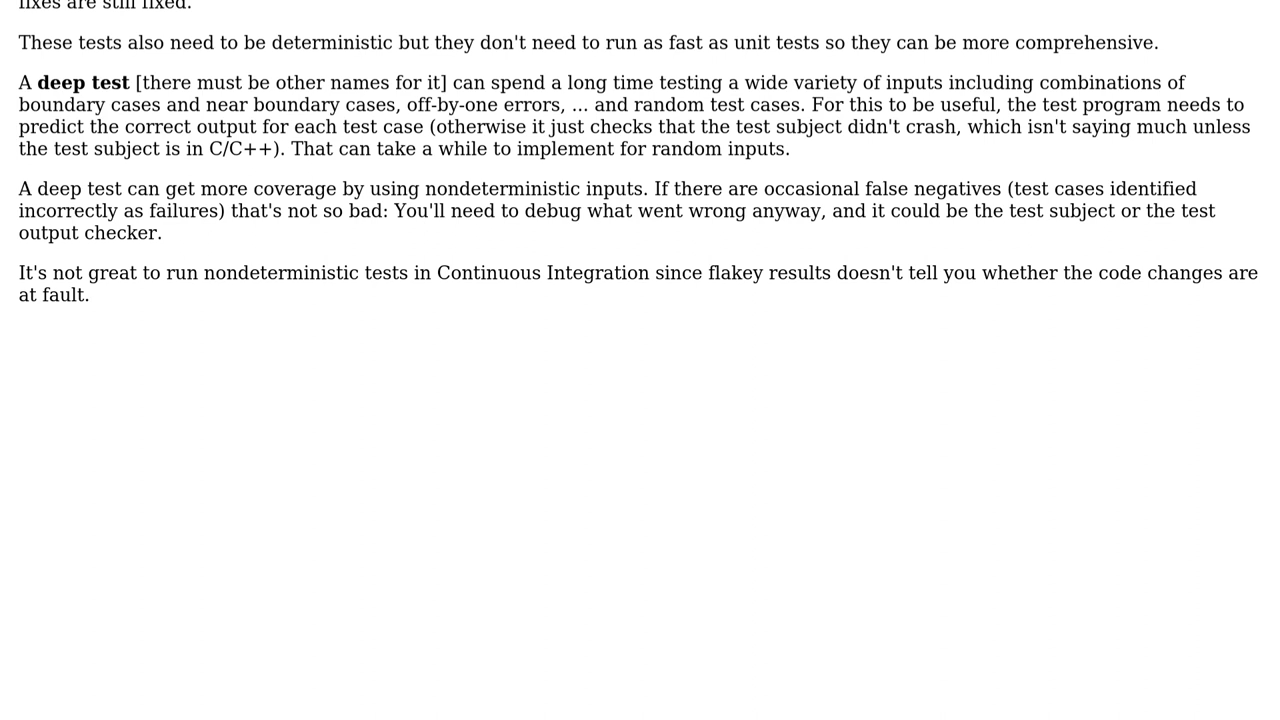 fixes are still fixed.
These tests also need to be deterministic but they don't need to run as fast as unit tests so they can be more comprehensive.
A deep test [there must be other names for it] can spend a long time testing a wide variety of inputs including combinations of
boundary cases and near boundary cases, off-by-one errors, ... and random test cases. For this to be useful, the test program needs to
predict the correct output for each test case (otherwise it just checks that the test subject didn't crash, which isn't saying much unless
the test subject is in C/C++). That can take a while to implement for random inputs.
A deep test can get more coverage by using nondeterministic inputs. If there are occasional false negatives (test cases identified
incorrectly as failures) that's not so bad: You'll need to debug what went wrong anyway, and it could be the test subject or the test
output checker.
It's not great to run nondeterministic tests in Continuous Integration since flakey results doesn't tell you whether the code changes are
at fault.